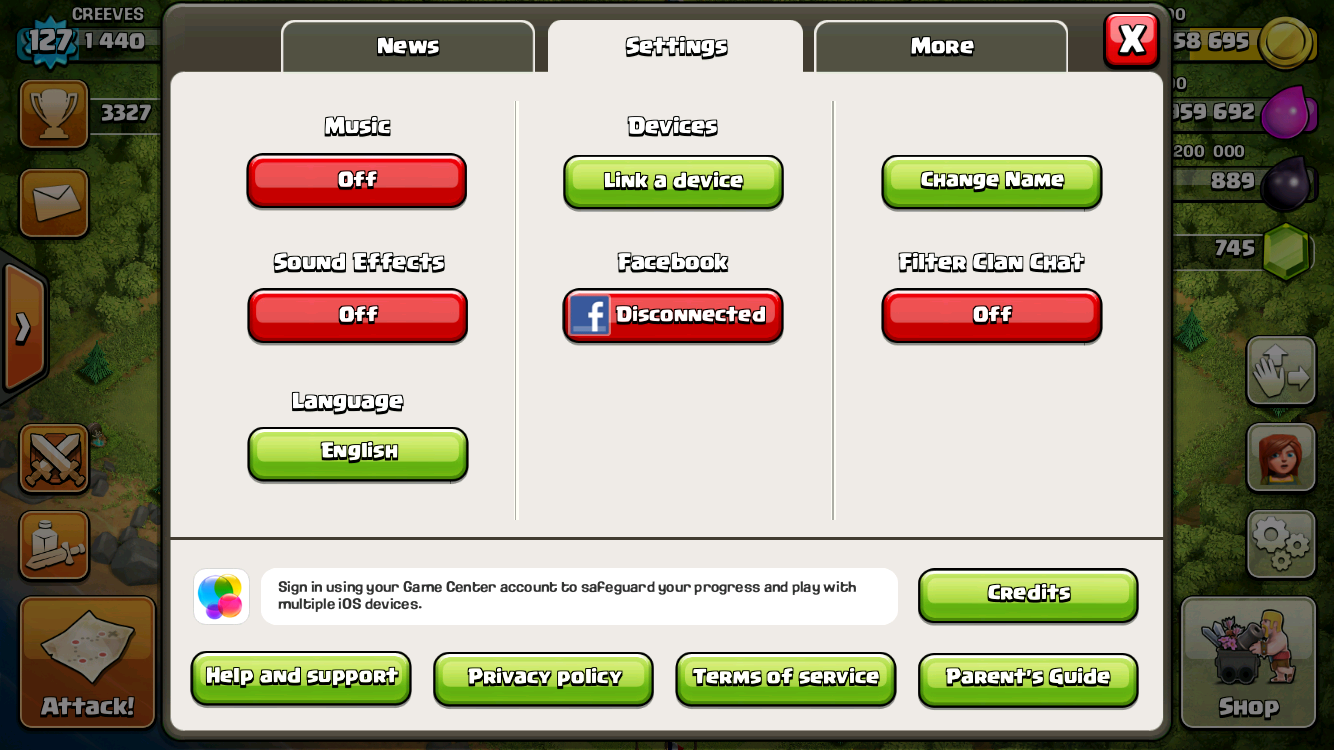 CREEVES
127
1 440
3327
News
Settings
More
X
58 695
959 692
200 000
889
745
Music
Off
Devices
Link a device
Change Name
Sound Effects
Off
Facebook
f Disconnected
Filter Clan Chat
Off
Language
English
Sign in using your Game Center account to safeguard your progress and play with
multiple iOS devices.
Credits
Help and support
Privacy policy
Terms of service
Parent's Guide
Attack!
Shop